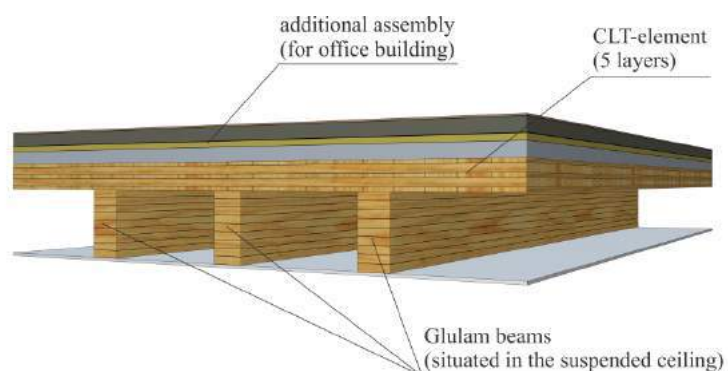 additional assembly
(for office building)
CLT-element
(5 layers)
Glulam beams
(situated in the suspended ceiling)